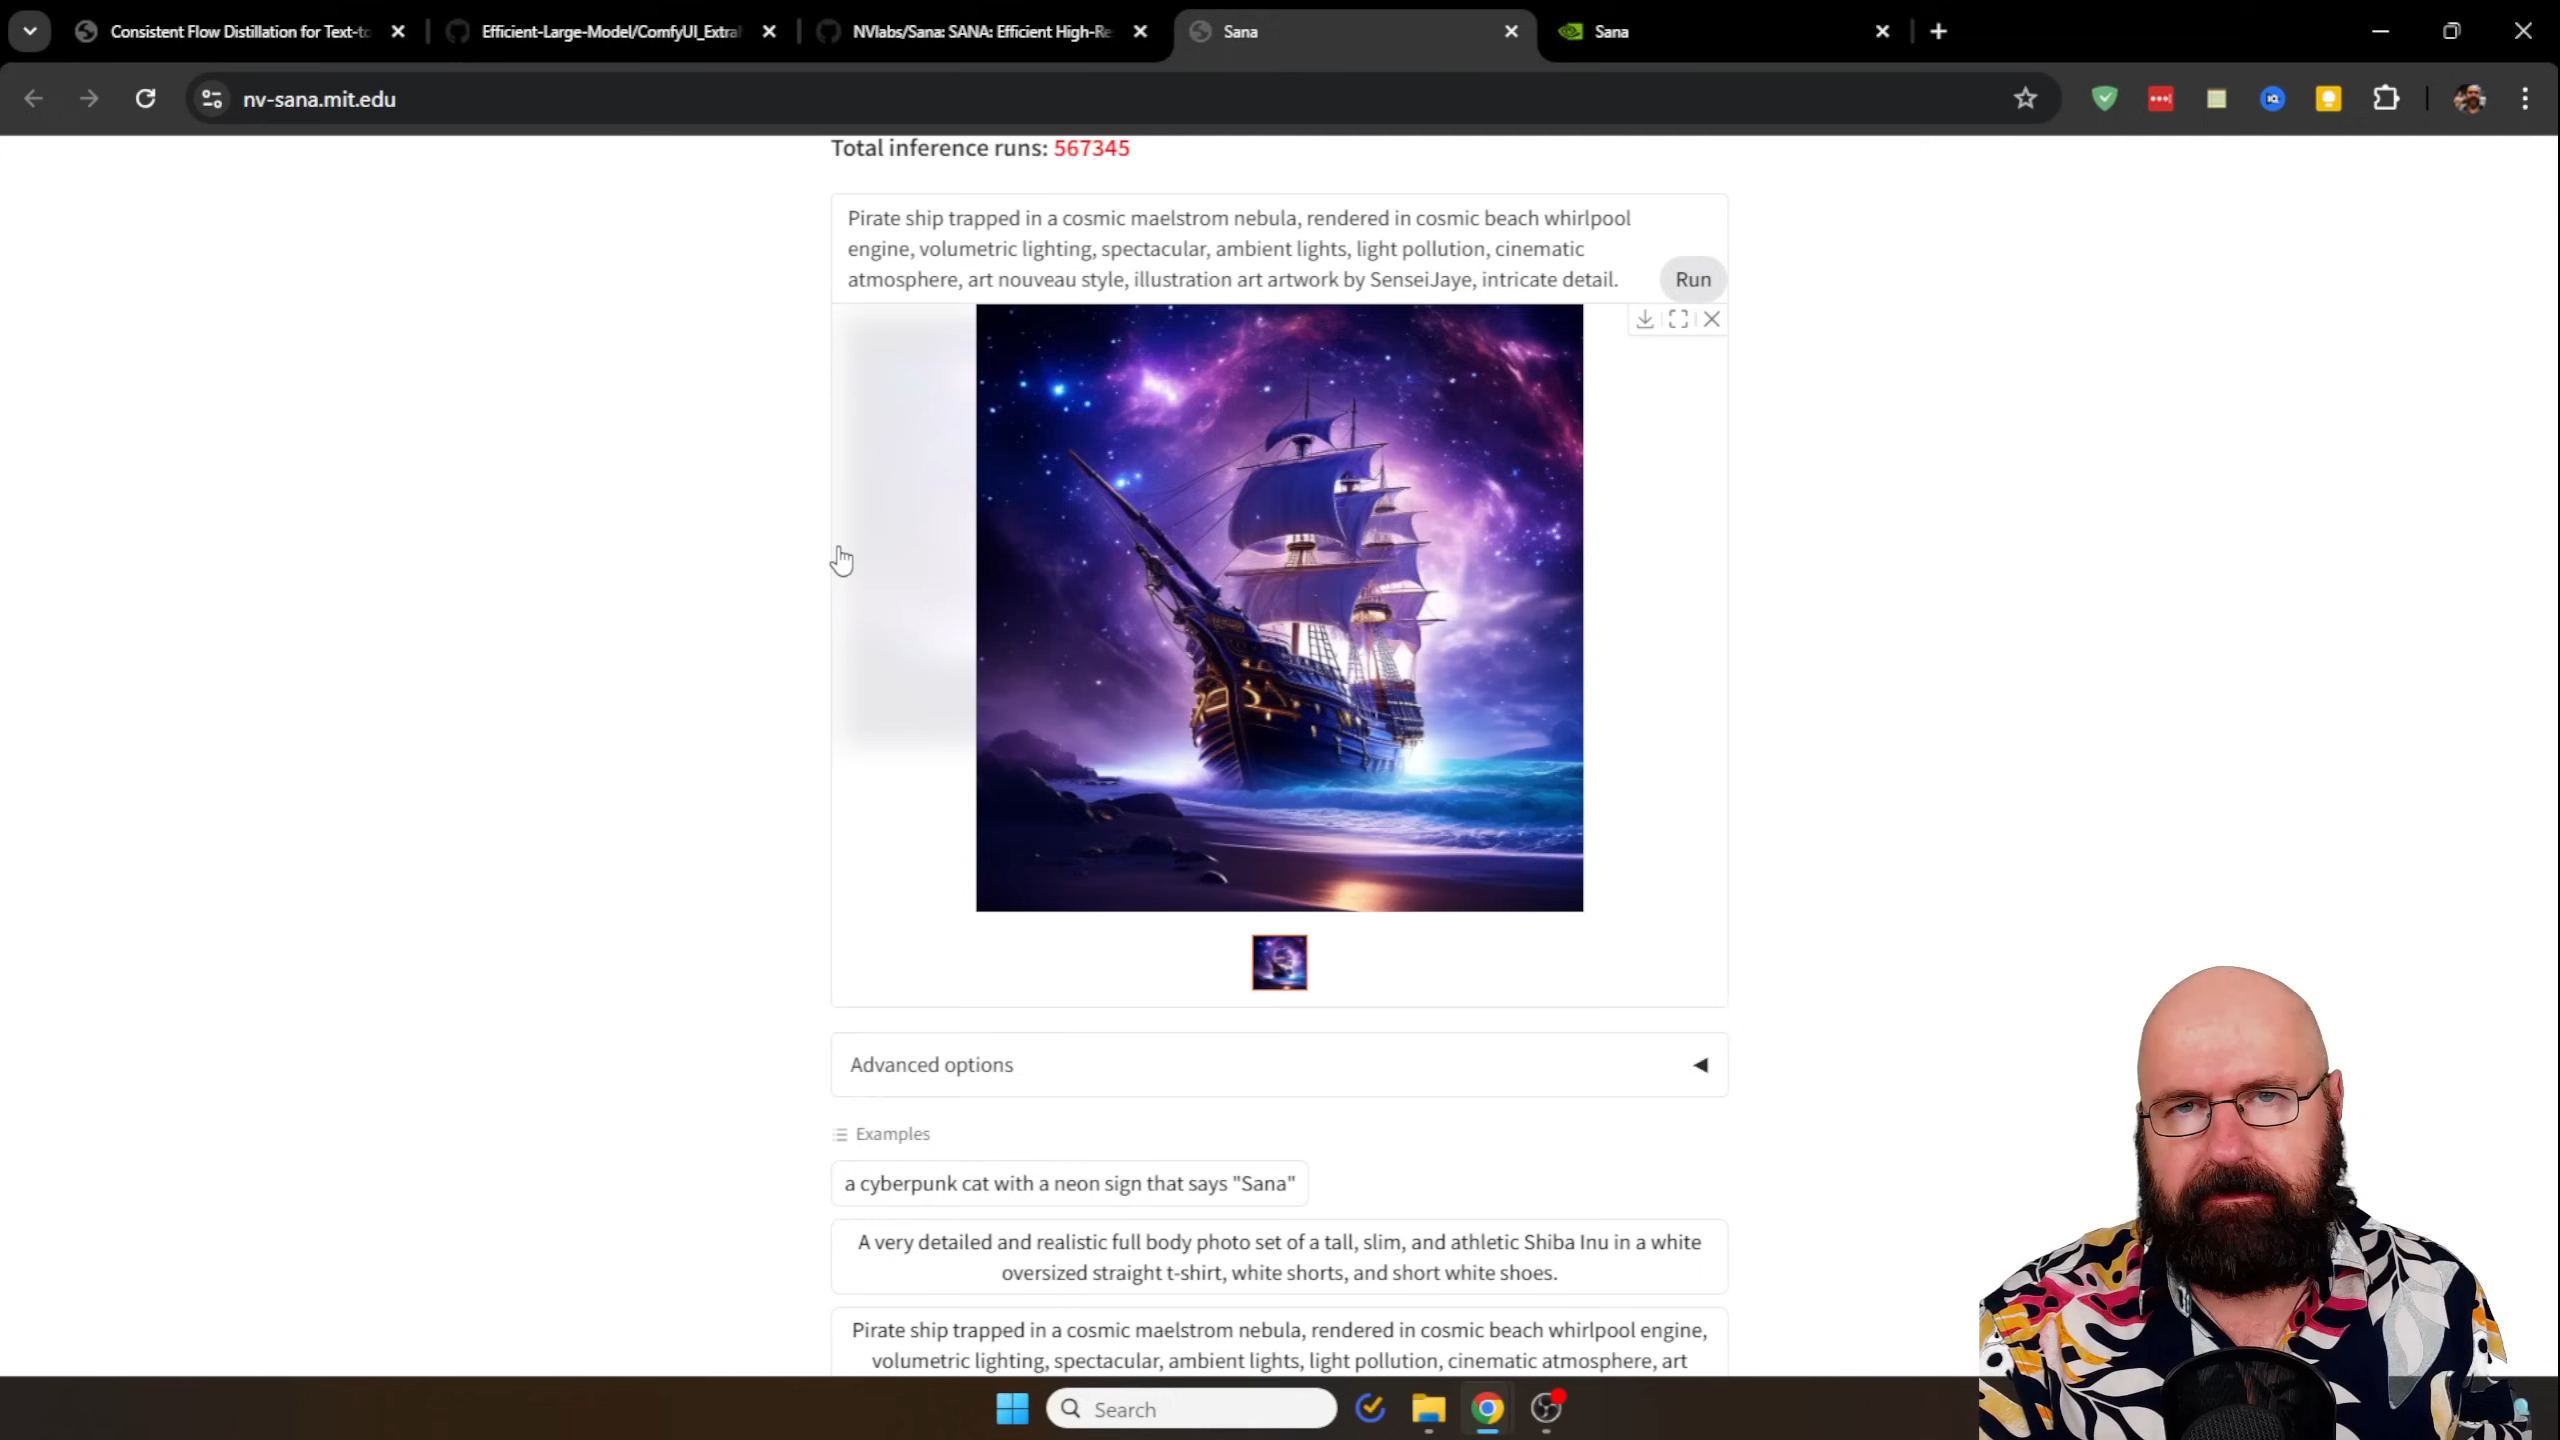 Consistent Flow Distillation for Text-to
Efficient-Large-Model/ComfyUI_Extral
NVlabs/Sana: SANA: Efficient High-Re
Sana
Sana
nv-sana.mit.edu
Total inference runs: 567345
Pirate ship trapped in a cosmic maelstrom nebula, rendered in cosmic beach whirlpool
engine, volumetric lighting, spectacular, ambient lights, light pollution, cinematic
atmosphere, art nouveau style, illustration art artwork by SenseiJaye, intricate detail.
Run
Advanced options
Examples
a cyberpunk cat with a neon sign that says "Sana"
A very detailed and realistic full body photo set of a tall, slim, and athletic Shiba Inu in a white
oversized straight t-shirt, white shorts, and short white shoes.
Pirate ship trapped in a cosmic maelstrom nebula, rendered in cosmic beach whirlpool engine,
volumetric lighting, spectacular, ambient lights, light pollution, cinematic atmosphere, art
Search